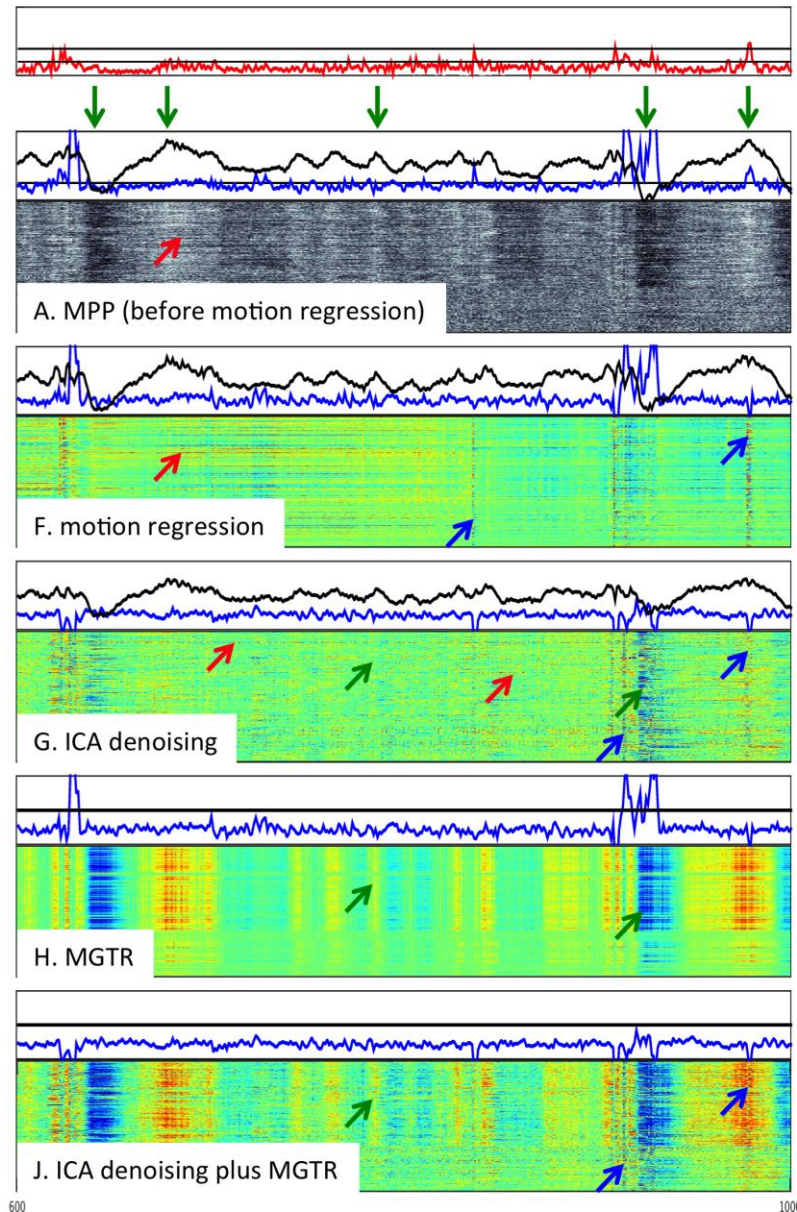 A. MPP (before motion regression)
F. motion regression
G. ICA denoising
H. MGTR
J. ICA denoising plus MGTR
600